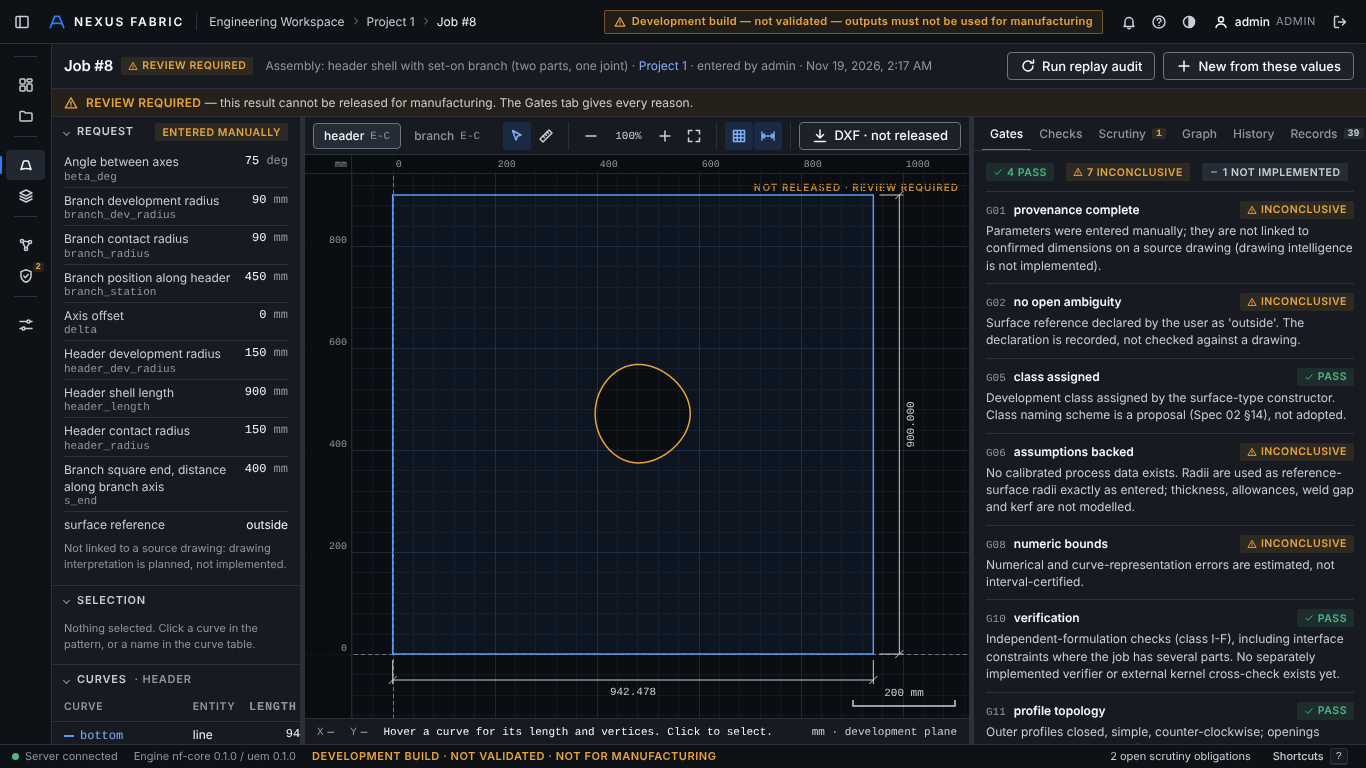 NEXUS FABRIC
Engineering Workspace > Project 1 > Job #8
Development build — not validated — outputs must not be used for manufacturing
admin ADMIN
Job #8 REVIEW REQUIRED Assembly: header shell with set-on branch (two parts, one joint) · Project 1 · entered by admin · Nov 19, 2026, 2:17 AM
Run replay audit
New from these values
REVIEW REQUIRED — this result cannot be released for manufacturing. The Gates tab gives every reason.
REQUEST ENTERED MANUALLY
Angle between axes 75 deg
beta_deg
Branch development radius 90 mm
branch_dev_radius
Branch contact radius 90 mm
branch_radius
Branch position along header 450 mm
branch_station
Axis offset 0 mm
delta
Header development radius 150 mm
header_dev_radius
Header shell length 900 mm
header_length
Header contact radius 150 mm
header_radius
Branch square end, distance 400 mm
along branch axis
s_end
surface reference outside
Not linked to a source drawing: drawing
interpretation is planned, not implemented.
SELECTION
Nothing selected. Click a curve in the
pattern, or a name in the curve table.
CURVES · HEADER
CURVE ENTITY LENGTH
bottom line 94
2
header E-C branch E-C 100% DXF · not released
mm 0 200 400 600 800 1000
NOT RELEASED · REVIEW REQUIRED
800
600
400
200
0
900.000
942.478
200 mm
X — Y — Hover a curve for its length and vertices. Click to select. mm · development plane
Gates Checks Scrutiny 1 Graph History Records 39
4 PASS 7 INCONCLUSIVE 1 NOT IMPLEMENTED
G01 provenance complete INCONCLUSIVE
Parameters were entered manually; they are not linked to
confirmed dimensions on a source drawing (drawing intelligence
is not implemented).
G02 no open ambiguity INCONCLUSIVE
Surface reference declared by the user as 'outside'. The
declaration is recorded, not checked against a drawing.
G05 class assigned PASS
Development class assigned by the surface-type constructor.
Class naming scheme is a proposal (Spec 02 §14), not adopted.
G06 assumptions backed INCONCLUSIVE
No calibrated process data exists. Radii are used as reference-
surface radii exactly as entered; thickness, allowances, weld gap
and kerf are not modelled.
G08 numeric bounds INCONCLUSIVE
Numerical and curve-representation errors are estimated, not
interval-certified.
G10 verification PASS
Independent-formulation checks (class I-F), including interface
constraints where the job has several parts. No separately
implemented verifier or external kernel cross-check exists yet.
G11 profile topology PASS
Outer profiles closed, simple, counter-clockwise; openings
Server connected Engine nf-core 0.1.0 / uem 0.1.0 DEVELOPMENT BUILD · NOT VALIDATED · NOT FOR MANUFACTURING 2 open scrutiny obligations Shortcuts ?